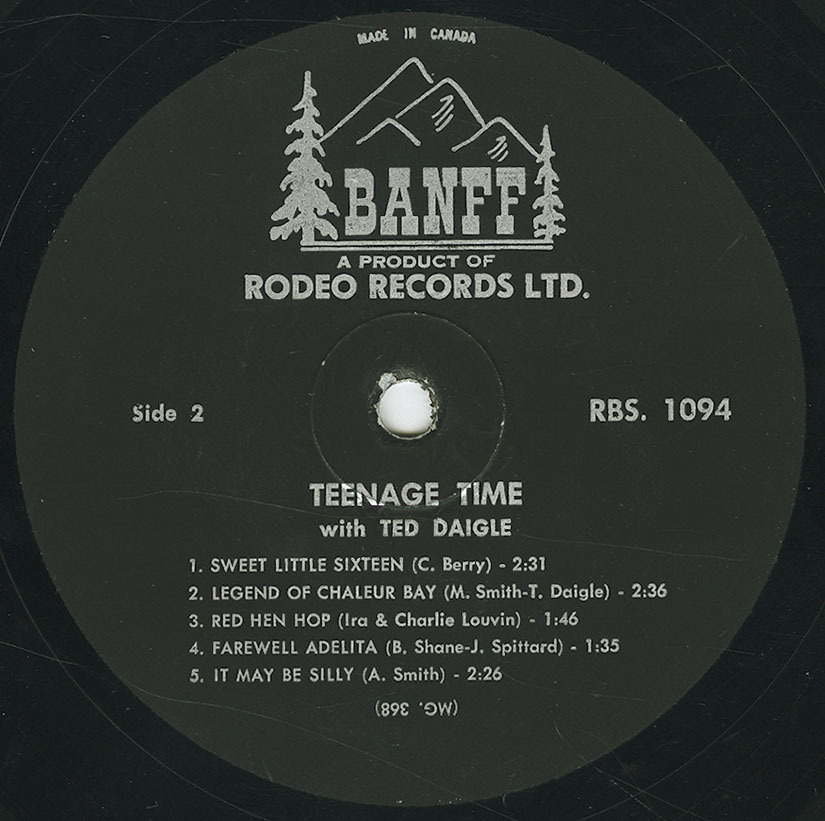 MADE IN CANADA
BANFF
A PRODUCT OF
RODEO RECORDS LTD.
Side 2
RBS. 1094
TEENAGE TIME
with TED DAIGLE
1. SWEET LITTLE SIXTEEN (C. Berry) - 2:31
2. LEGEND OF CHALEUR BAY (M. Smith-T. Daigle) - 2:36
3. RED HEN HOP (Ira & Charlie Louvin) - 1:46
4. FAREWELL ADELITA (B. Shane-J. Spittard) - 1:35
5. IT MAY BE SILLY (A. Smith) - 2:26
(MG. 368)